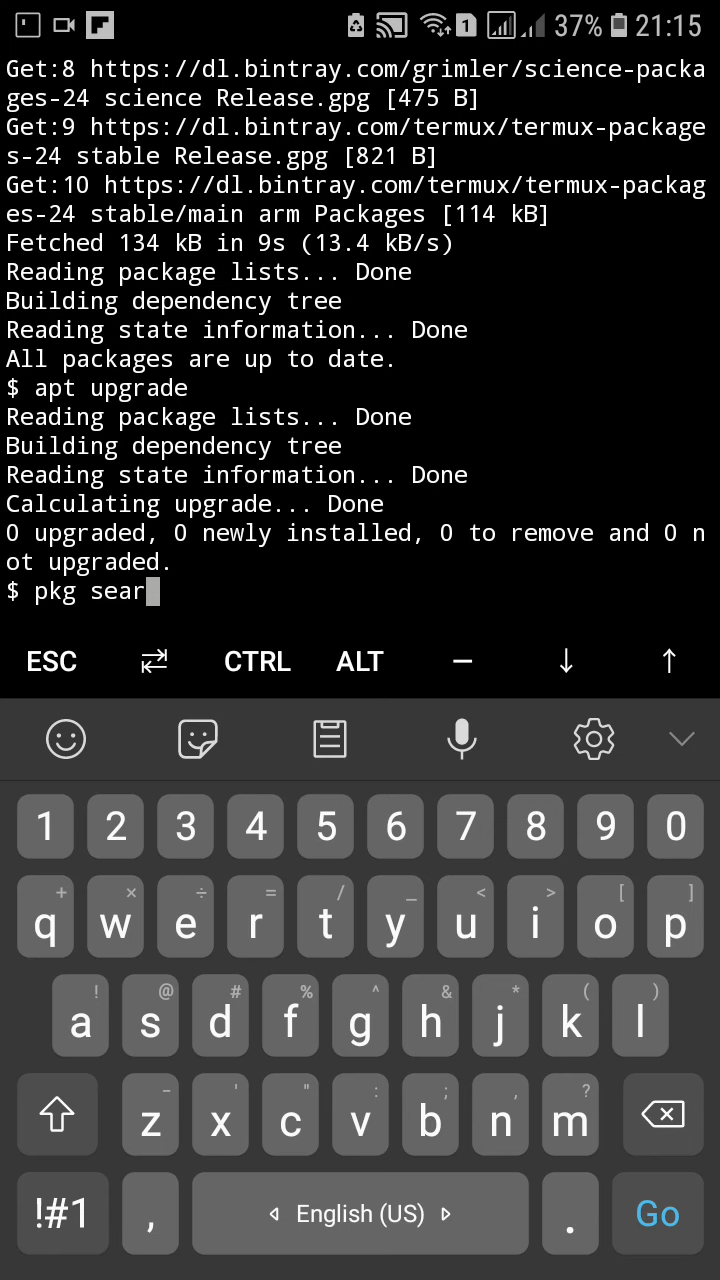 1 37% 21:15
Get:8 https://dl.bintray.com/grimler/science-packa
ges-24 science Release.gpg [475 B]
Get:9 https://dl.bintray.com/termux/termux-package
s-24 stable Release.gpg [821 B]
Get:10 https://dl.bintray.com/termux/termux-packag
es-24 stable/main arm Packages [114 kB]
Fetched 134 kB in 9s (13.4 kB/s)
Reading package lists... Done
Building dependency tree
Reading state information... Done
All packages are up to date.
$ apt upgrade
Reading package lists... Done
Building dependency tree
Reading state information... Done
Calculating upgrade... Done
0 upgraded, 0 newly installed, 0 to remove and 0 n
ot upgraded.
$ pkg sear
ESC ⇄ CTRL ALT — ↓ ↑
1 2 3 4 5 6 7 8 9 0
+ × ÷ = / _ < > [ ]
q w e r t y u i o p
! @ # % ^ & * ( )
a s d f g h j k l
- ' " : ; , ?
z x c v b n m
!#1 , English (US) . Go